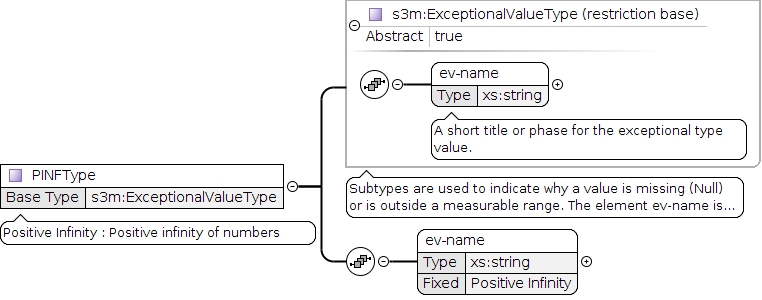 s3m:ExceptionalValueType (restriction base)
Abstract true
ev-name
Type xs:string
A short title or phase for the exceptional type
value.
PINFType
Base Type s3m:ExceptionalValueType
Positive Infinity : Positive infinity of numbers
Subtypes are used to indicate why a value is missing (Null)
or is outside a measurable range. The element ev-name is...
ev-name
Type xs:string
Fixed Positive Infinity